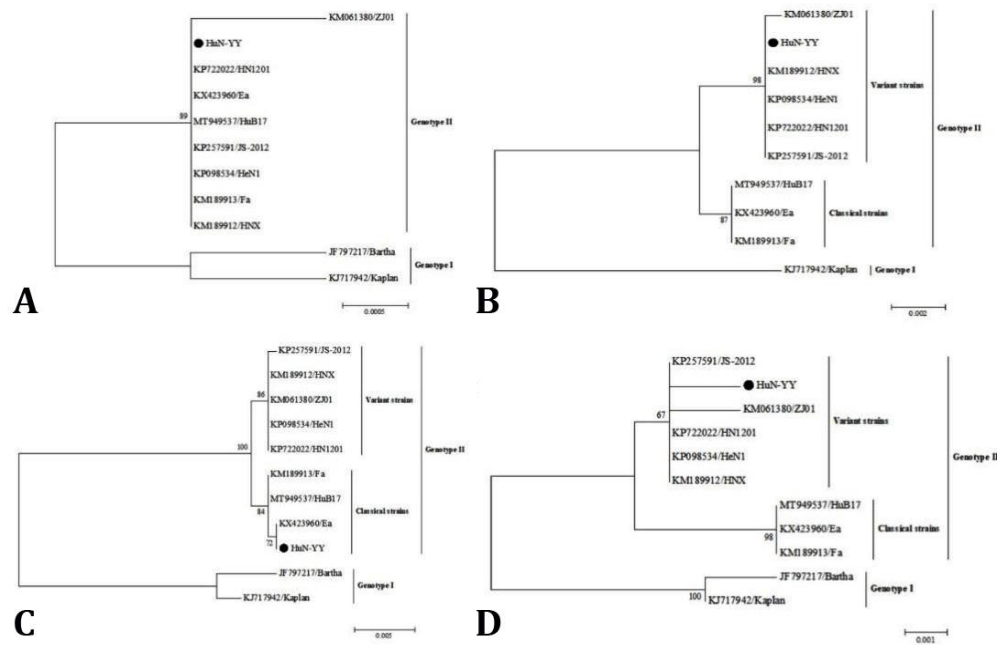 KM061380/ZJ01
HuN-YY
KP722022/HN1201
KX423960/Ea
89
MT949537/HuB17
KP257591/JS-2012
KP098534/HeN1
KM189913/Fa
KM189912/HNX
Genotype II
JF797217/Bartha
KJ717942/Kaplan
Genotype I
A
0.0005
KM061380/ZJ01
HuN-YY
98
KM189912/HNX
KP098534/HeN1
KP722022/HN1201
KP257591/JS-2012
Variant strains
MT949537/HuB17
87
KX423960/Ea
KM189913/Fa
Classical strains
Genotype II
KJ717942/Kaplan
Genotype I
B
0.002
KP257591/JS-2012
KM189912/HNX
86
KM061380/ZJ01
KP098534/HeN1
KP722022/HN1201
Variant strains
100
KM189913/Fa
84
MT949537/HuB17
KX423960/Ea
72
HuN-YY
Classical strains
Genotype II
JF797217/Bartha
KJ717942/Kaplan
Genotype I
C
0.005
KP257591/JS-2012
HuN-YY
KM061380/ZJ01
67
KP722022/HN1201
KP098534/HeN1
KM189912/HNX
Variant strains
MT949537/HuB17
KX423960/Ea
98
KM189913/Fa
Classical strains
Genotype II
JF797217/Bartha
100
KJ717942/Kaplan
Genotype I
D
0.001